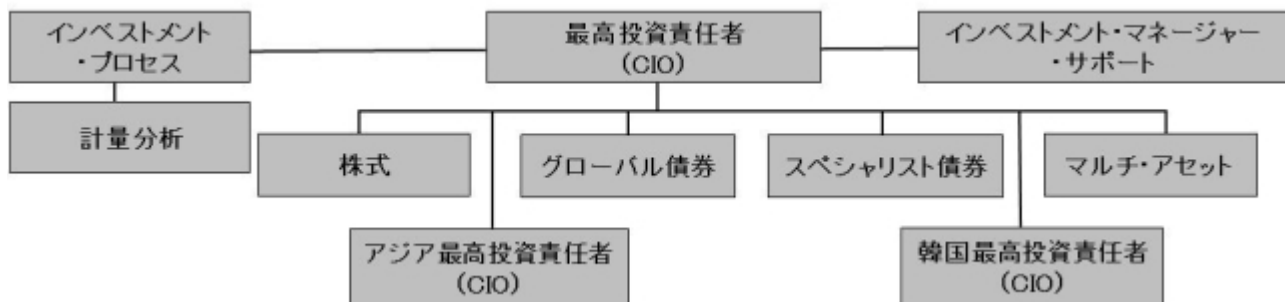 インベストメント
・プロセス
最高投資責任者
(CIO)
インベストメント・マネージャー
・サポート
計量分析
株式
グローバル債券
スペシャリスト債券
マルチ・アセット
アジア最高投資責任者
(CIO)
韓国最高投資責任者
(CIO)